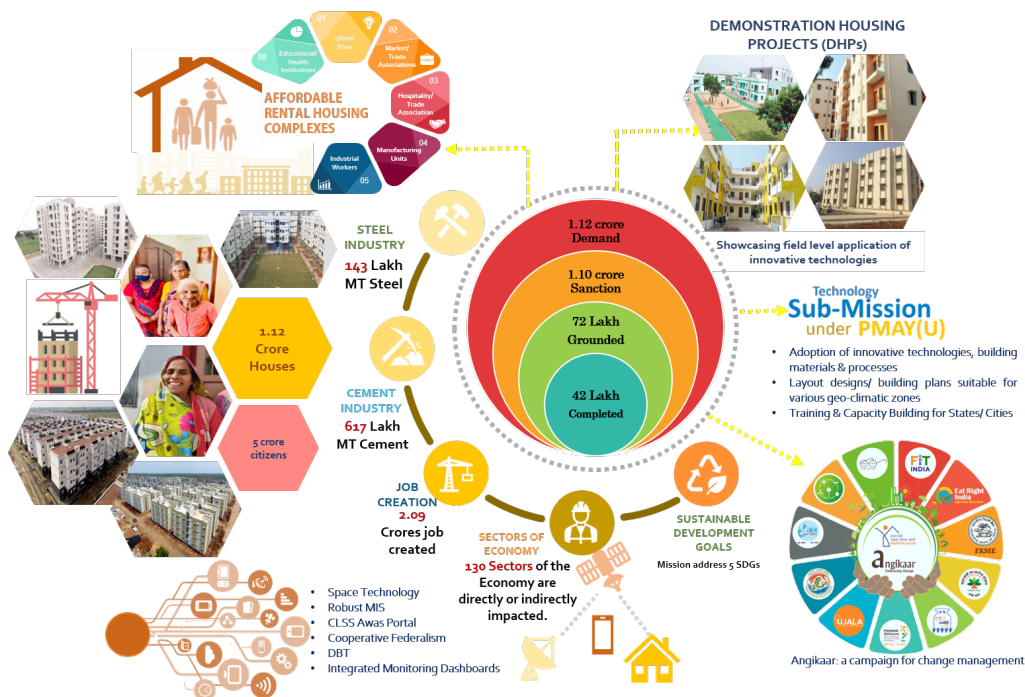 01
Urban
Poor
02
Market/
Trade
Associations
03
Hospitality/
Trade
Association
04
Manufacturing
Units
Industrial
Workers
05
08
Educational/
Health
Institutions
AFFORDABLE
RENTAL HOUSING
COMPLEXES
DEMONSTRATION HOUSING
PROJECTS (DHPs)
Showcasing field level application of
innovative technologies
STEEL
INDUSTRY
143 Lakh
MT Steel
CEMENT
INDUSTRY
617 Lakh
MT Cement
JOB
CREATION
2.09
Crores job
created
SECTORS OF
ECONOMY
130 Sectors of the
Economy are
directly or indirectly
impacted.
SUSTAINABLE
DEVELOPMENT
GOALS
Mission address 5 SDGs
1.12 crore
Demand
1.10 crore
Sanction
72 Lakh
Grounded
42 Lakh
Completed
1.12
Crore
Houses
5 crore
citizens
Technology
Sub-Mission
under PMAY(U)
• Adoption of innovative technologies, building
materials & processes
• Layout designs/ building plans suitable for
various geo-climatic zones
• Training & Capacity Building for States/ Cities
FIT
INDIA
Eat Right
India
FAME
UJALA
angikaar
Angikaar: a campaign for change management
• Space Technology
• Robust MIS
• CLSS Awas Portal
• Cooperative Federalism
• DBT
• Integrated Monitoring Dashboards